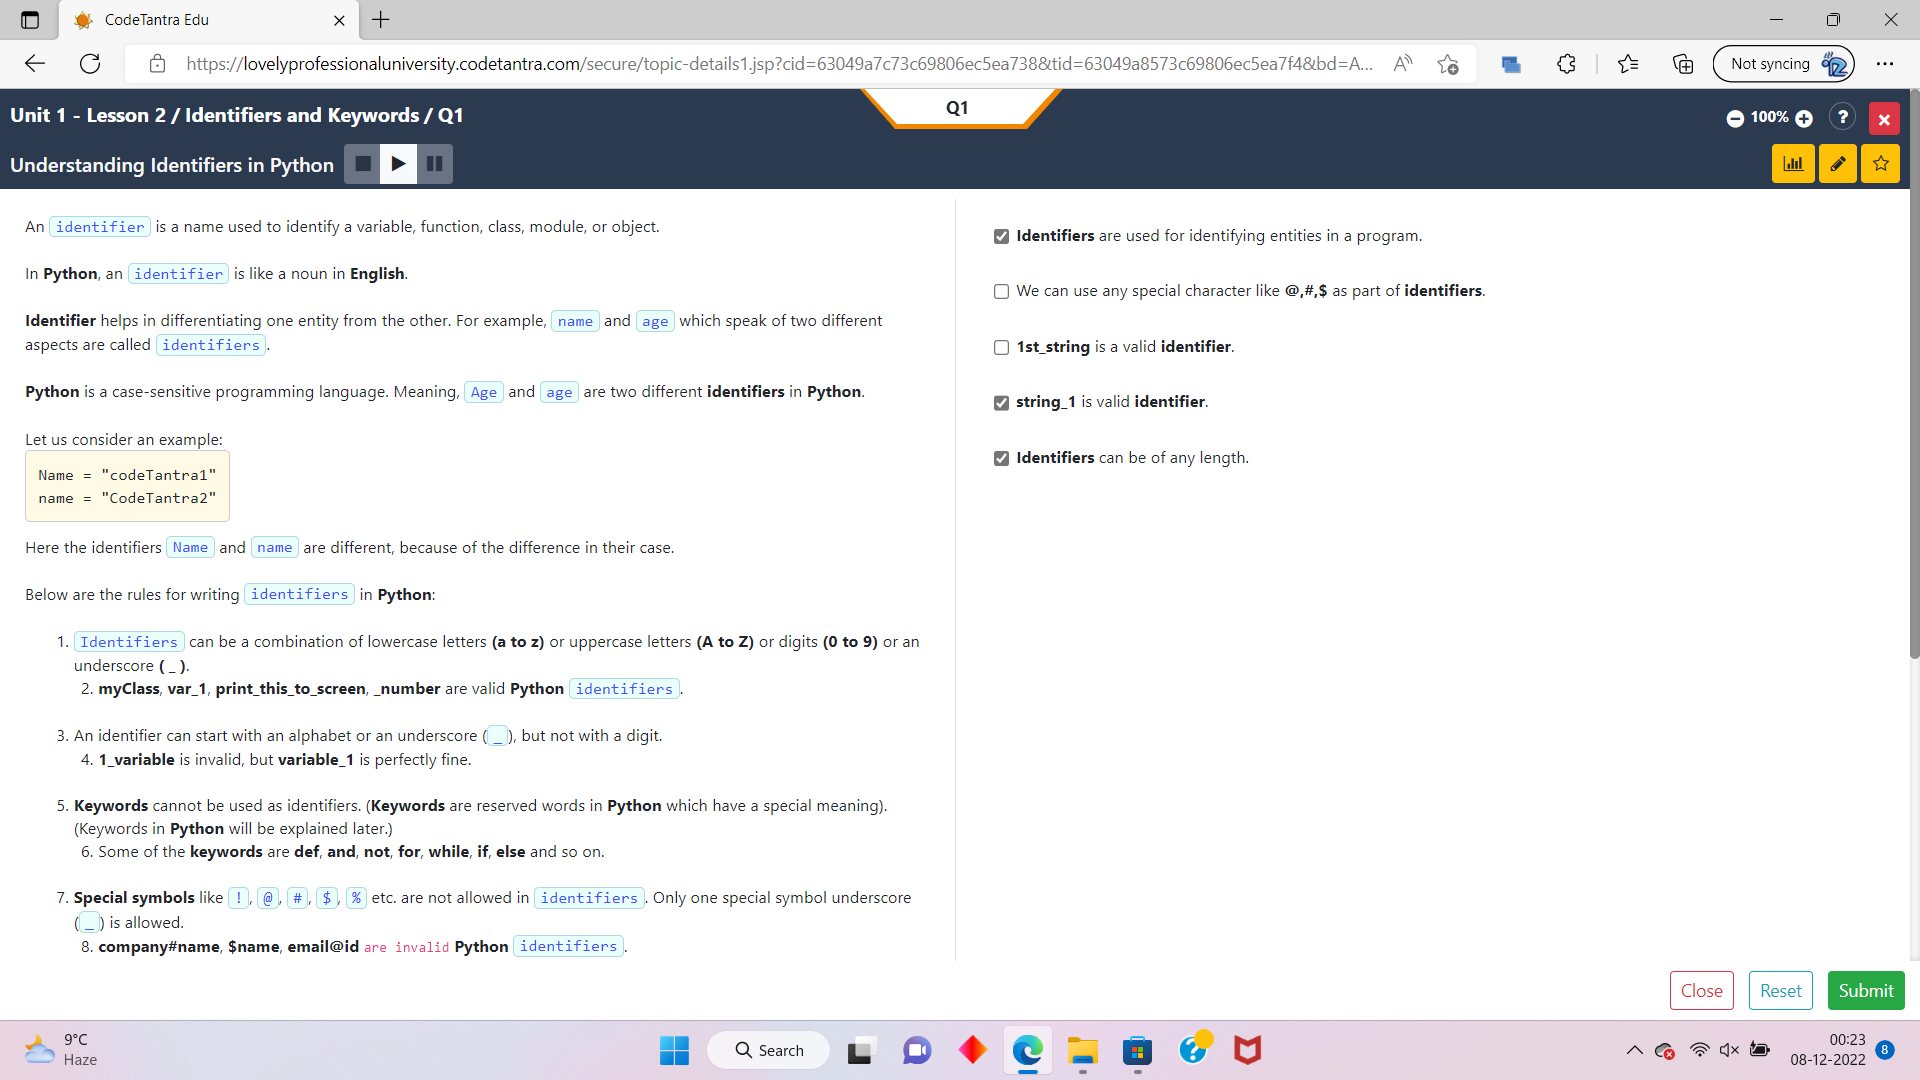 CodeTantra Edu
https://lovelyprofessionaluniversity.codetantra.com/secure/topic-details1.jsp?cid=63049a7c73c69806ec5ea738&tid=63049a8573c69806ec5ea7f4&bd=A...
Not syncing
Unit 1 - Lesson 2 / Identifiers and Keywords / Q1
Q1
100%
?
Understanding Identifiers in Python
An identifier is a name used to identify a variable, function, class, module, or object.
In Python, an identifier is like a noun in English.
Identifier helps in differentiating one entity from the other. For example, name and age which speak of two different
aspects are called identifiers.
Python is a case-sensitive programming language. Meaning, Age and age are two different identifiers in Python.
Let us consider an example:
Name = "codeTantra1"
name = "CodeTantra2"
Here the identifiers Name and name are different, because of the difference in their case.
Below are the rules for writing identifiers in Python:
1. Identifiers can be a combination of lowercase letters (a to z) or uppercase letters (A to Z) or digits (0 to 9) or an
underscore ( _ ).
2. myClass, var_1, print_this_to_screen, _number are valid Python identifiers.
3. An identifier can start with an alphabet or an underscore (_), but not with a digit.
4. 1_variable is invalid, but variable_1 is perfectly fine.
5. Keywords cannot be used as identifiers. (Keywords are reserved words in Python which have a special meaning).
(Keywords in Python will be explained later.)
6. Some of the keywords are def, and, not, for, while, if, else and so on.
7. Special symbols like !, @, #, $, % etc. are not allowed in identifiers. Only one special symbol underscore
(_) is allowed.
8. company#name, $name, email@id are invalid Python identifiers.
Identifiers are used for identifying entities in a program.
We can use any special character like @,#,$ as part of identifiers.
1st_string is a valid identifier.
string_1 is valid identifier.
Identifiers can be of any length.
Close
Reset
Submit
9°C
Haze
Search
00:23
08-12-2022
8